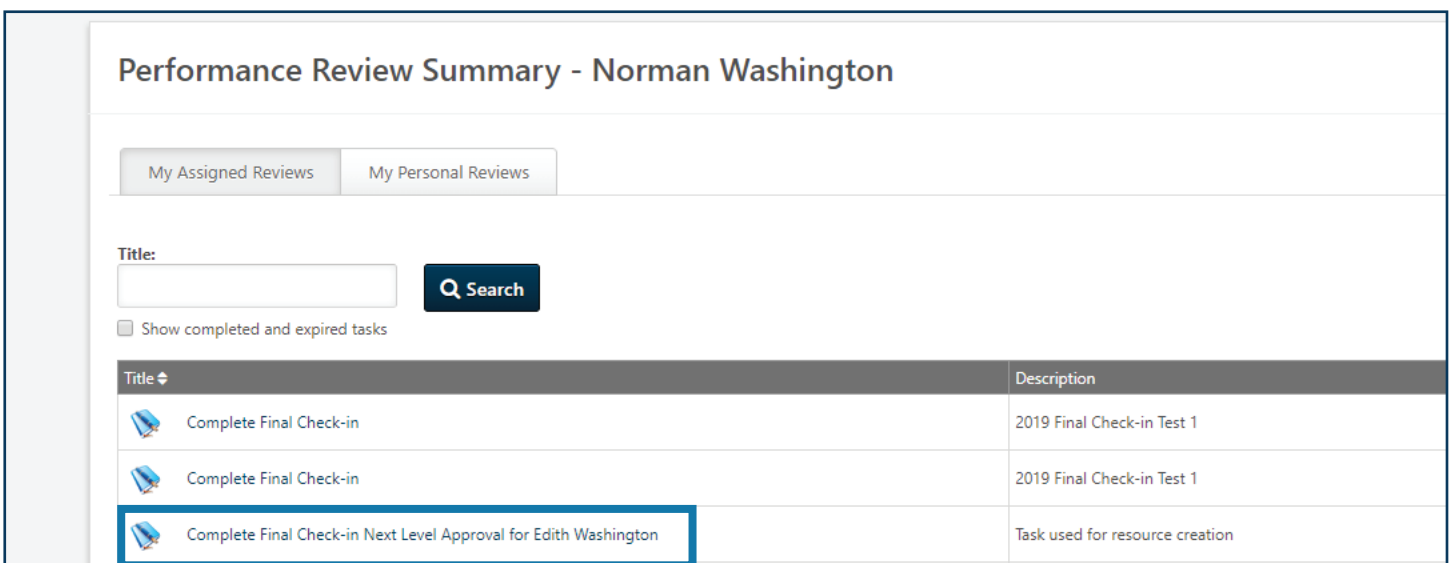 Performance Review Summary - Norman Washington
My Assigned Reviews My Personal Reviews
Title:
Search
Show completed and expired tasks
Title Description
Complete Final Check-in 2019 Final Check-in Test 1
Complete Final Check-in 2019 Final Check-in Test 1
Complete Final Check-in Next Level Approval for Edith Washington Task used for resource creation